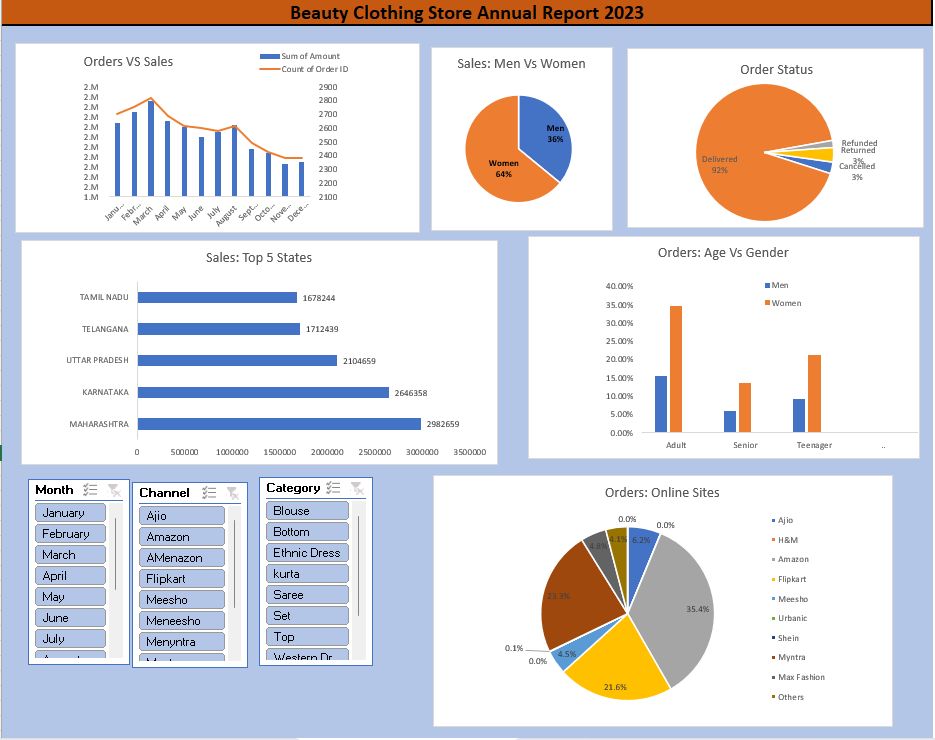 Beauty Clothing Store Annual Report 2023
Orders VS Sales
Sum of Amount
Count of Order ID
2.M
2.M
2.M
2.M
2.M
2.M
2.M
2.M
2.M
2.M
2.M
1.M
2900
2800
2700
2600
2500
2400
2300
2200
2100
Janu...
Febr...
March
April
May
June
July
August
Sept...
Octo...
Nove...
Dece...
Sales: Men Vs Women
Men
36%
Women
64%
Order Status
Delivered
92%
Refunded
Returned
3%
Cancelled
3%
Sales: Top 5 States
TAMIL NADU 1678244
TELANGANA 1712439
UTTAR PRADESH 2104659
KARNATAKA 2646358
MAHARASHTRA 2982659
0 500000 1000000 1500000 2000000 2500000 3000000 3500000
Orders: Age Vs Gender
Men
Women
40.00%
35.00%
30.00%
25.00%
20.00%
15.00%
10.00%
5.00%
0.00%
Adult Senior Teenager ..
Month
January
February
March
April
May
June
July
Channel
Ajio
Amazon
AMenazon
Flipkart
Meesho
Meneesho
Menyntra
Category
Blouse
Bottom
Ethnic Dress
kurta
Saree
Set
Top
Western Dr
Orders: Online Sites
0.0%
0.0%
4.8%
4.1%
6.2%
35.4%
23.3%
0.1%
0.0%
4.5%
21.6%
Ajio
H&M
Amazon
Flipkart
Meesho
Urbanic
Shein
Myntra
Max Fashion
Others